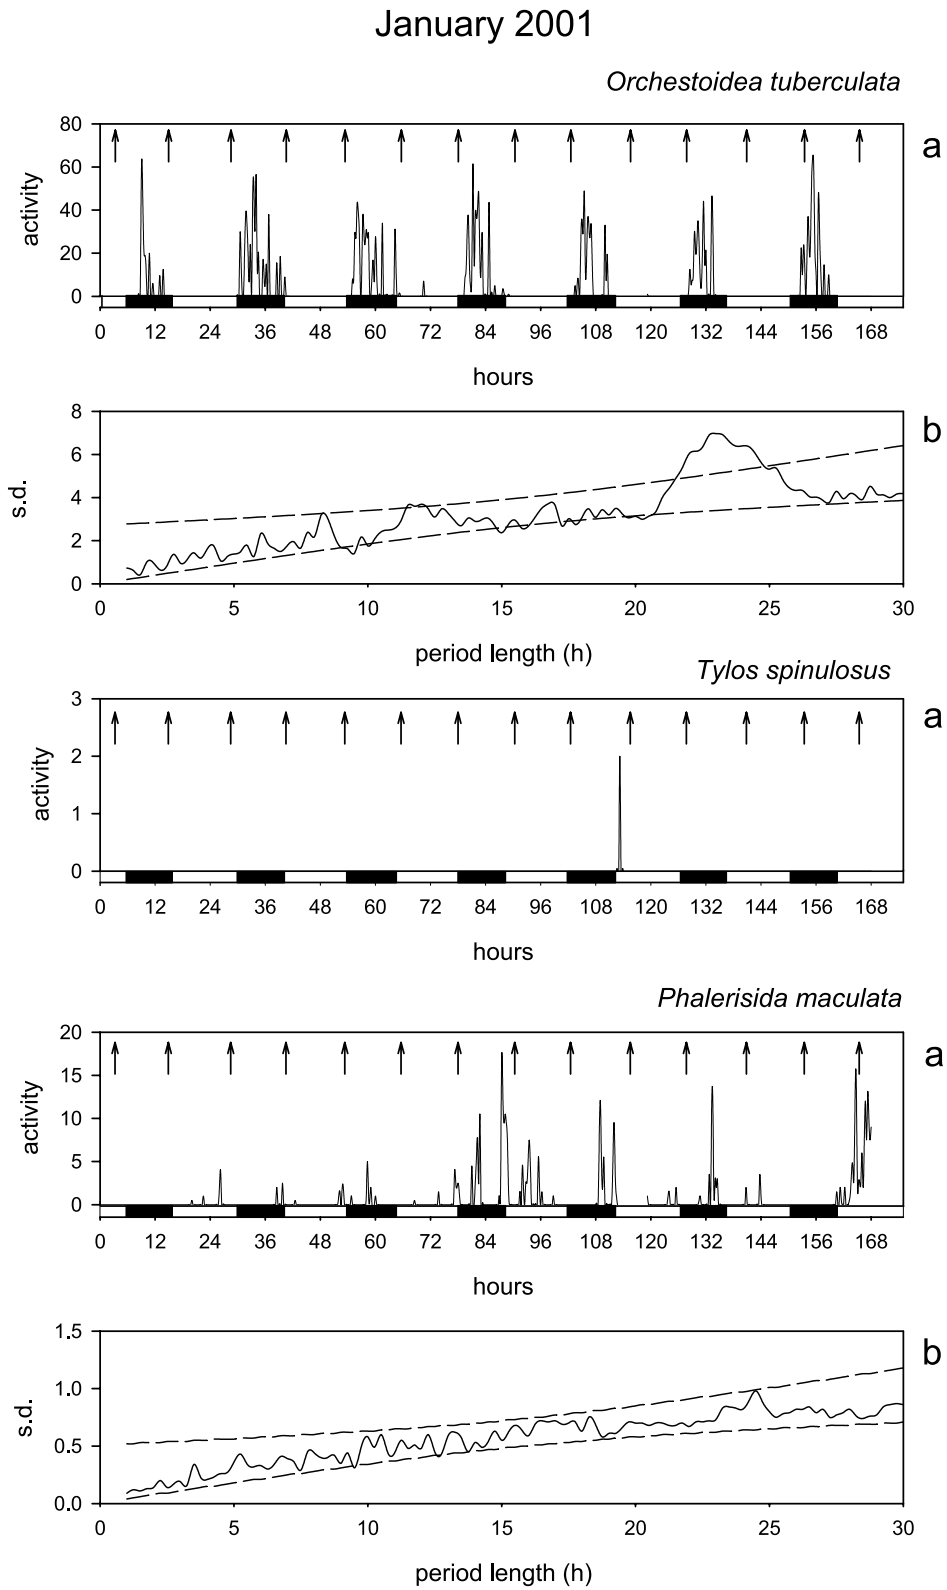 January 2001
Orchestoidea tuberculata
a
activity
80
60
40
20
0
0 12 24 36 48 60 72 84 96 108 120 132 144 156 168
hours
b
s.d.
8
6
4
2
0
0 5 10 15 20 25 30
period length (h)
Tylos spinulosus
a
activity
3
2
1
0
0 12 24 36 48 60 72 84 96 108 120 132 144 156 168
hours
Phalerisida maculata
a
activity
20
15
10
5
0
0 12 24 36 48 60 72 84 96 108 120 132 144 156 168
hours
b
s.d.
1.5
1.0
0.5
0.0
0 5 10 15 20 25 30
period length (h)